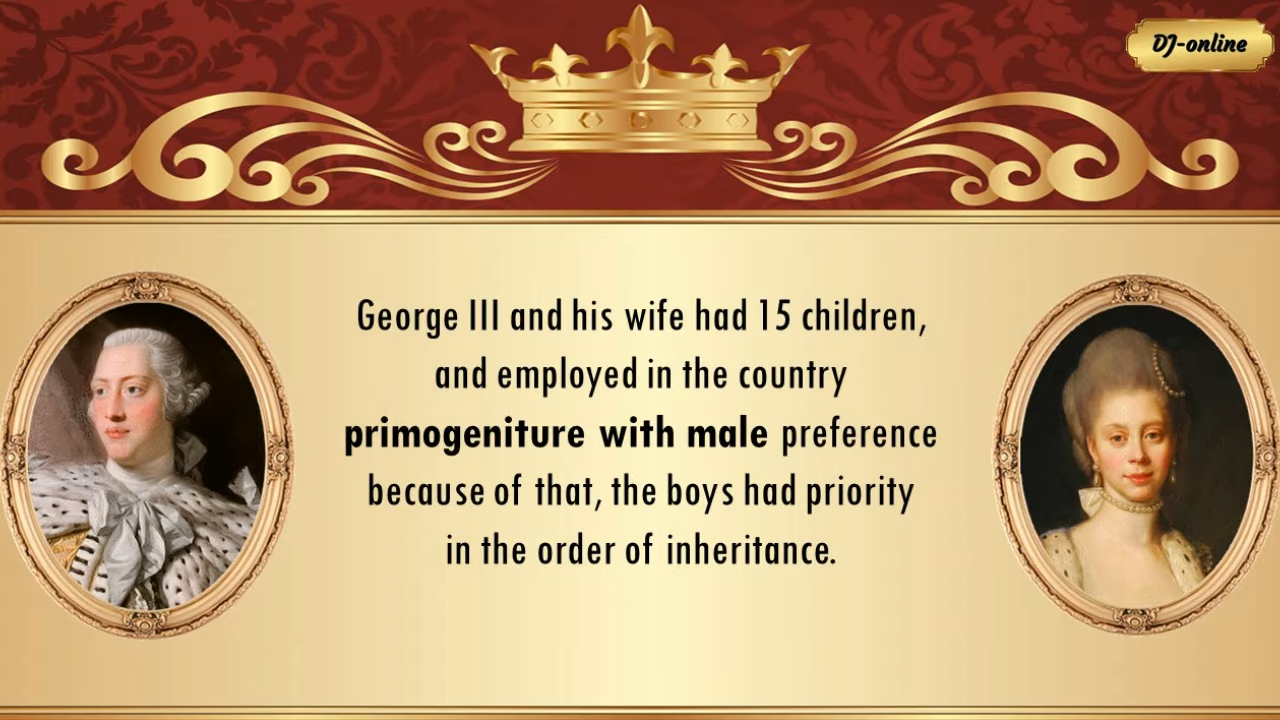 DJ-online
George III and his wife had 15 children,
and employed in the country
primogeniture with male preference
because of that, the boys had priority
in the order of inheritance.